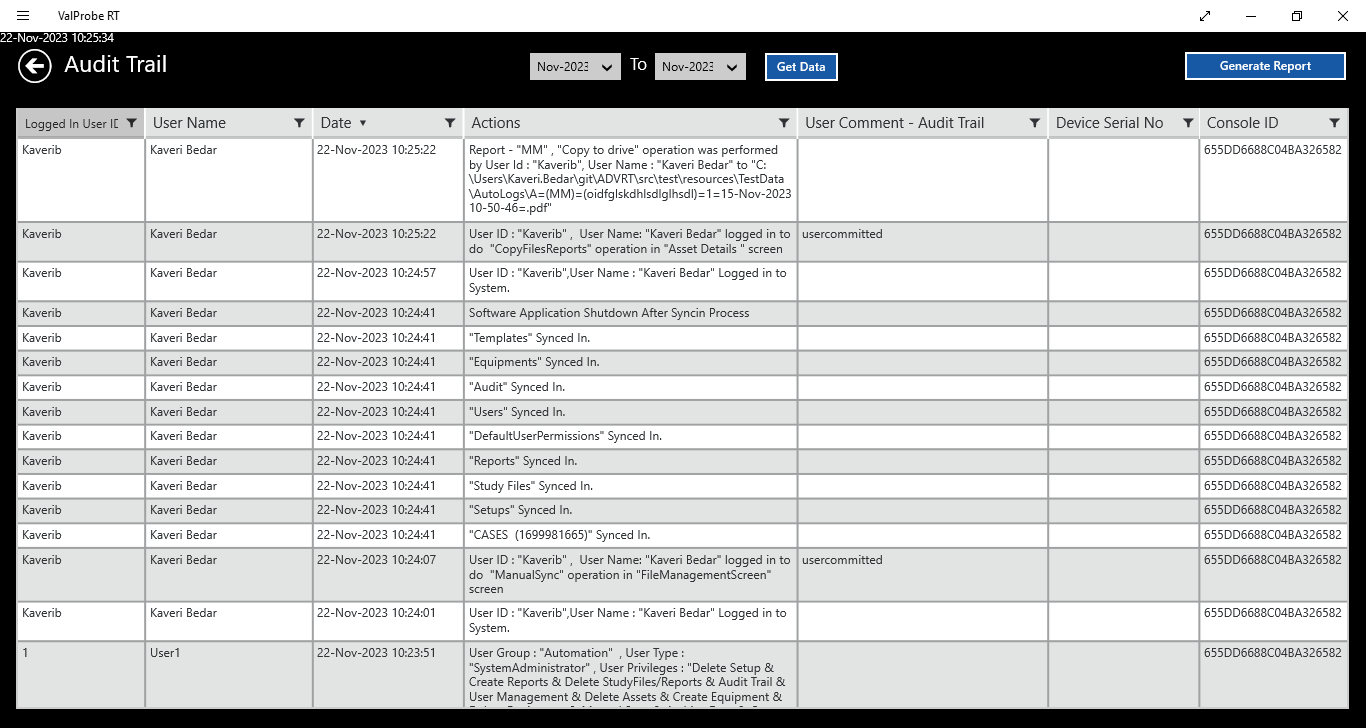 ValProbe RT
22-Nov-2023 10:25:34
Audit Trail
Nov-2023 To Nov-2023 Get Data Generate Report
Logged In User ID User Name Date Actions User Comment - Audit Trail Device Serial No Console ID
Kaverib Kaveri Bedar 22-Nov-2023 10:25:22 Report - "MM" , "Copy to drive" operation was performed 655DD6688C04BA326582
by User Id : "Kaverib", User Name : "Kaveri Bedar" to "C:
\Users\Kaveri.Bedar\git\ADVRT\src\test\resources\TestData
\AutoLogs\A=(MM)=(oidfglskdhlsdlglhsdl)=1=15-Nov-2023
10-50-46=.pdf"
Kaverib Kaveri Bedar 22-Nov-2023 10:25:22 User ID : "Kaverib" , User Name: "Kaveri Bedar" logged in to usercommitted 655DD6688C04BA326582
do "CopyFilesReports" operation in "Asset Details " screen
Kaverib Kaveri Bedar 22-Nov-2023 10:24:57 User ID : "Kaverib",User Name : "Kaveri Bedar" Logged in to 655DD6688C04BA326582
System.
Kaverib Kaveri Bedar 22-Nov-2023 10:24:41 Software Application Shutdown After Syncin Process 655DD6688C04BA326582
Kaverib Kaveri Bedar 22-Nov-2023 10:24:41 "Templates" Synced In. 655DD6688C04BA326582
Kaverib Kaveri Bedar 22-Nov-2023 10:24:41 "Equipments" Synced In. 655DD6688C04BA326582
Kaverib Kaveri Bedar 22-Nov-2023 10:24:41 "Audit" Synced In. 655DD6688C04BA326582
Kaverib Kaveri Bedar 22-Nov-2023 10:24:41 "Users" Synced In. 655DD6688C04BA326582
Kaverib Kaveri Bedar 22-Nov-2023 10:24:41 "DefaultUserPermissions" Synced In. 655DD6688C04BA326582
Kaverib Kaveri Bedar 22-Nov-2023 10:24:41 "Reports" Synced In. 655DD6688C04BA326582
Kaverib Kaveri Bedar 22-Nov-2023 10:24:41 "Study Files" Synced In. 655DD6688C04BA326582
Kaverib Kaveri Bedar 22-Nov-2023 10:24:41 "Setups" Synced In. 655DD6688C04BA326582
Kaverib Kaveri Bedar 22-Nov-2023 10:24:41 "CASES (1699981665)" Synced In. 655DD6688C04BA326582
Kaverib Kaveri Bedar 22-Nov-2023 10:24:07 User ID : "Kaverib" , User Name: "Kaveri Bedar" logged in to usercommitted 655DD6688C04BA326582
do "ManualSync" operation in "FileManagementScreen"
screen
Kaverib Kaveri Bedar 22-Nov-2023 10:24:01 User ID : "Kaverib",User Name : "Kaveri Bedar" Logged in to 655DD6688C04BA326582
System.
1 User1 22-Nov-2023 10:23:51 User Group : "Automation" , User Type : 655DD6688C04BA326582
"SystemAdministrator" , User Privileges : "Delete Setup &
Create Reports & Delete StudyFiles/Reports & Audit Trail &
User Management & Delete Assets & Create Equipment &